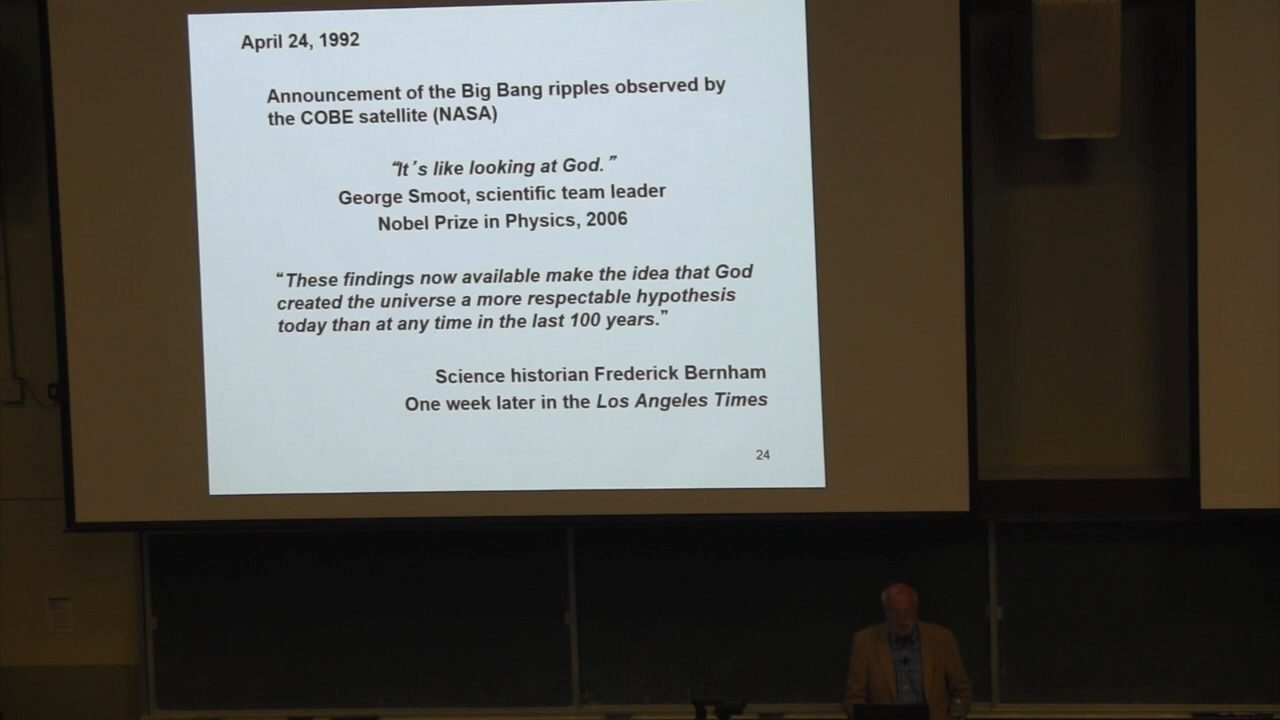 April 24, 1992
Announcement of the Big Bang ripples observed by
the COBE satellite (NASA)
“It’s like looking at God.”
George Smoot, scientific team leader
Nobel Prize in Physics, 2006
“These findings now available make the idea that God
created the universe a more respectable hypothesis
today than at any time in the last 100 years.”
Science historian Frederick Bernham
One week later in the Los Angeles Times
24